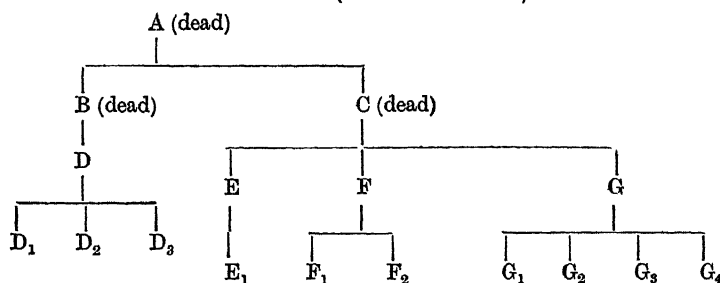 A (dead)
B (dead) C (dead)
D
E F G
D₁ D₂ D₃
E₁ F₁ F₂ G₁ G₂ G₃ G₄